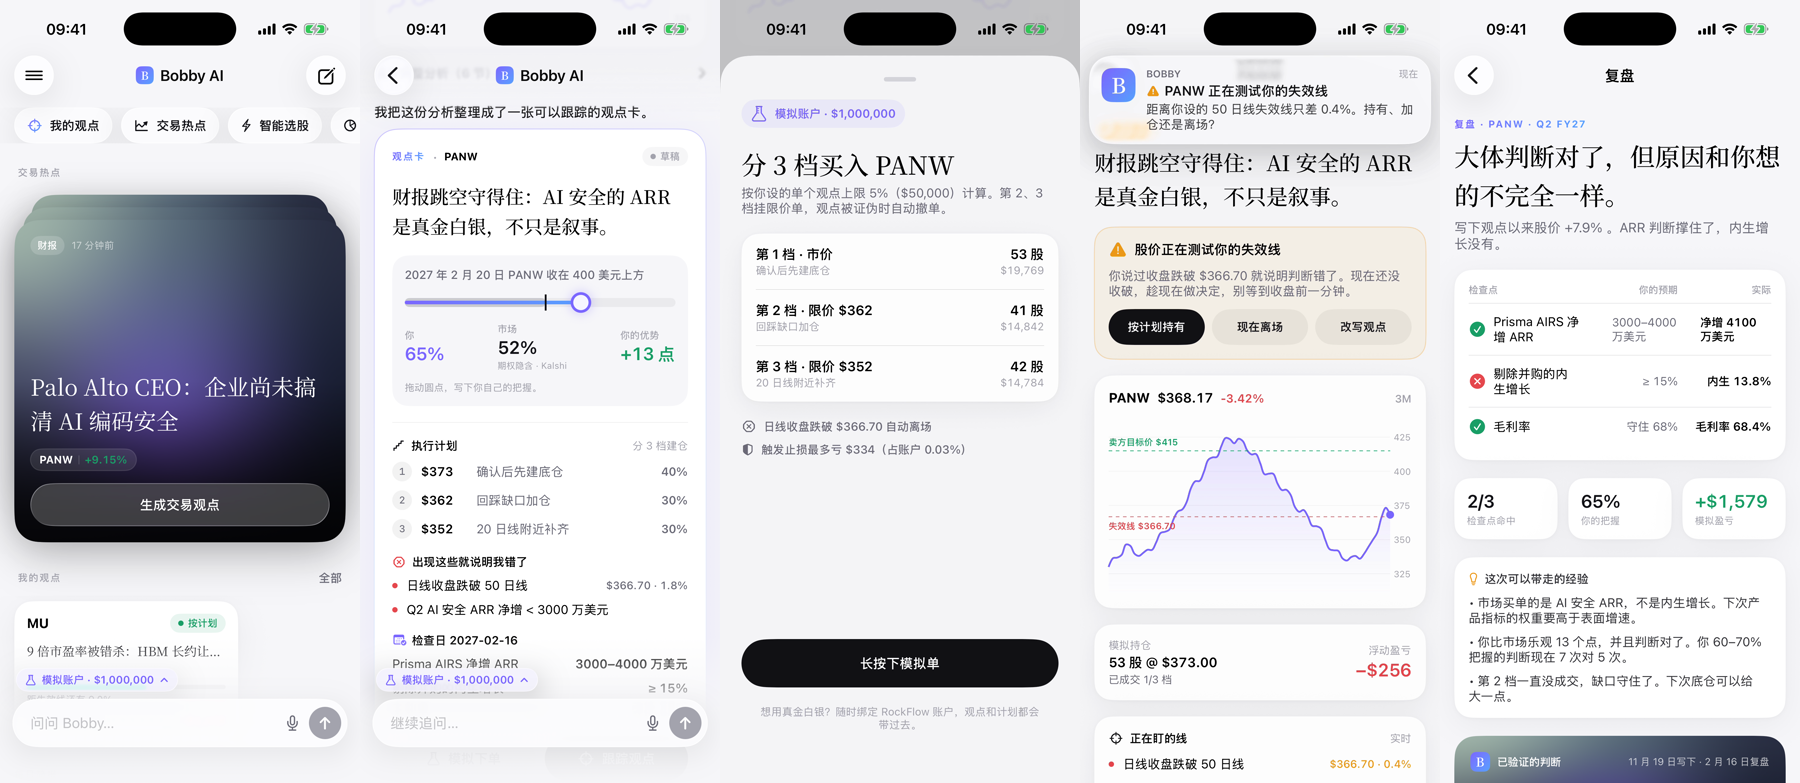 09:41
Bobby AI
我的观点
交易热点
智能选股
交易热点
财报
17 分钟前
Palo Alto CEO：企业尚未搞
清 AI 编码安全
PANW
+9.15%
生成交易观点
我的观点
全部
MU
按计划
9 倍市盈率被错杀：HBM 长约让...
模拟账户 · $1,000,000
问问 Bobby...
09:41
Bobby AI
我把这份分析整理成了一张可以跟踪的观点卡。
观点卡 · PANW
草稿
财报跳空守得住：AI 安全的 ARR
是真金白银，不只是叙事。
2027 年 2 月 20 日 PANW 收在 400 美元上方
你
65%
市场
52%
期权隐含 · Kalshi
你的优势
+13 点
拖动圆点，写下你自己的把握。
执行计划
分 3 档建仓
1 $373 确认后先建底仓 40%
2 $362 回踩缺口加仓 30%
3 $352 20 日线附近补齐 30%
出现这些就说明我错了
日线收盘跌破 50 日线 $366.70 · 1.8%
Q2 AI 安全 ARR 净增 < 3000 万美元
检查日 2027-02-16
Prisma AIRS 净增 ARR 3000–4000 万美元
≥ 15%
模拟账户 · $1,000,000
继续追问...
09:41
模拟账户 · $1,000,000
分 3 档买入 PANW
按你设的单个观点上限 5%（$50,000）计算。第 2、3
档挂限价单，观点被证伪时自动撤单。
第 1 档 · 市价 53 股
确认后先建底仓 $19,769
第 2 档 · 限价 $362 41 股
回踩缺口加仓 $14,842
第 3 档 · 限价 $352 42 股
20 日线附近补齐 $14,784
日线收盘跌破 $366.70 自动离场
触发止损最多亏 $334（占账户 0.03%）
长按下模拟单
想用真金白银？随时绑定 RockFlow 账户，观点和计划都会
带过去。
09:41
BOBBY
现在
PANW 正在测试你的失效线
距离你设的 50 日线失效线只差 0.4%。持有、加
仓还是离场？
财报跳空守得住：AI 安全的 ARR
是真金白银，不只是叙事。
股价正在测试你的失效线
你说过收盘跌破 $366.70 就说明判断错了。现在还没
收破，趁现在做决定，别等到收盘前一分钟。
按计划持有
现在离场
改写观点
PANW $368.17 -3.42%
3M
425
卖方目标价 $415
400
375
失效线 $366.70
350
325
模拟持仓
53 股 @ $373.00
已成交 1/3 档
浮动盈亏
−$256
正在盯的线
实时
日线收盘跌破 50 日线 $366.70 · 0.4%
09:41
复盘
复盘 · PANW · Q2 FY27
大体判断对了，但原因和你想
的不完全一样。
写下观点以来股价 +7.9% 。ARR 判断撑住了，内生增
长没有。
检查点 你的预期 实际
Prisma AIRS 净
增 ARR
3000–4000
万美元
净增 4100
万美元
剔除并购的内
生增长
≥ 15%
内生 13.8%
毛利率 守住 68% 毛利率 68.4%
2/3
检查点命中
65%
你的把握
+$1,579
模拟盈亏
这次可以带走的经验
• 市场买单的是 AI 安全 ARR，不是内生增长。下次产
品指标的权重要高于表面增速。
• 你比市场乐观 13 个点，并且判断对了。你 60–70%
把握的判断现在 7 次对 5 次。
• 第 2 档一直没成交，缺口守住了。下次底仓可以给
大一点。
已验证的判断
11 月 19 日写下 · 2 月 16 日复盘